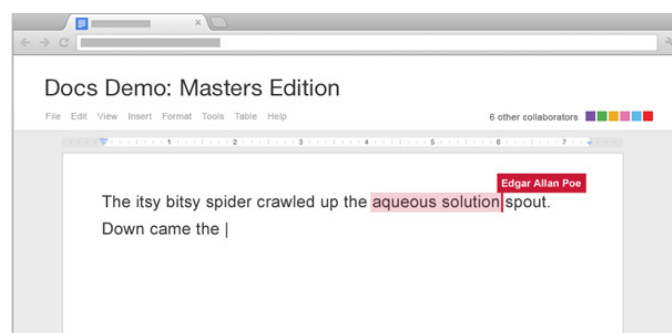 Docs Demo: Masters Edition
File Edit View Insert Format Tools Table Help
6 other collaborators
1 2 3 4 5 6 7
Edgar Allan Poe
The itsy bitsy spider crawled up the aqueous solution spout.
Down came the